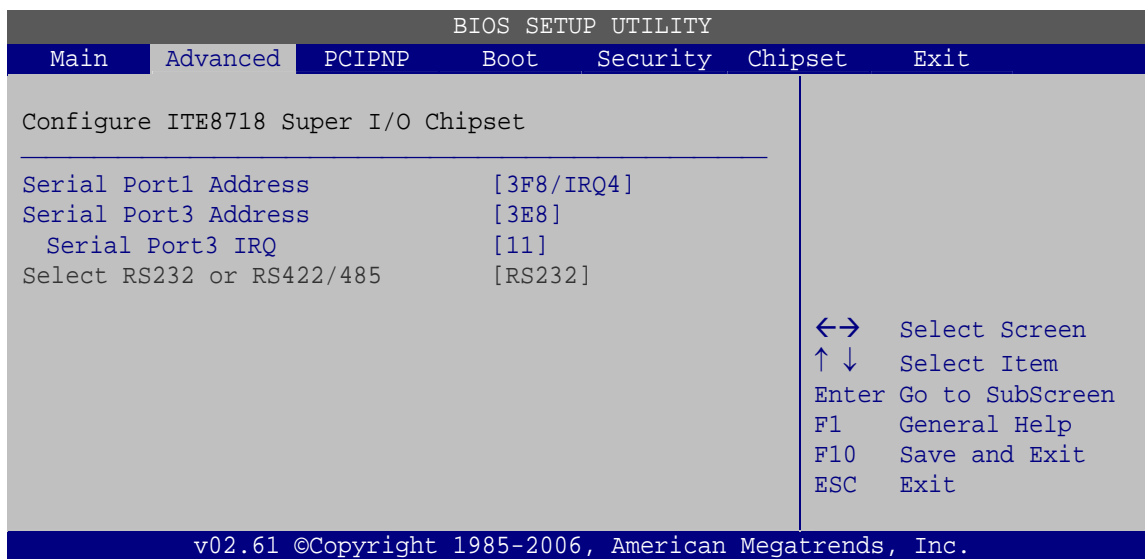 BIOS SETUP UTILITY
Main Advanced PCIPNP Boot Security Chipset Exit
Configure ITE8718 Super I/O Chipset
Serial Port1 Address [3F8/IRQ4]
Serial Port3 Address [3E8]
Serial Port3 IRQ [11]
Select RS232 or RS422/485 [RS232]
←→ Select Screen
↑↓ Select Item
Enter Go to SubScreen
F1 General Help
F10 Save and Exit
ESC Exit
v02.61 ©Copyright 1985-2006, American Megatrends, Inc.